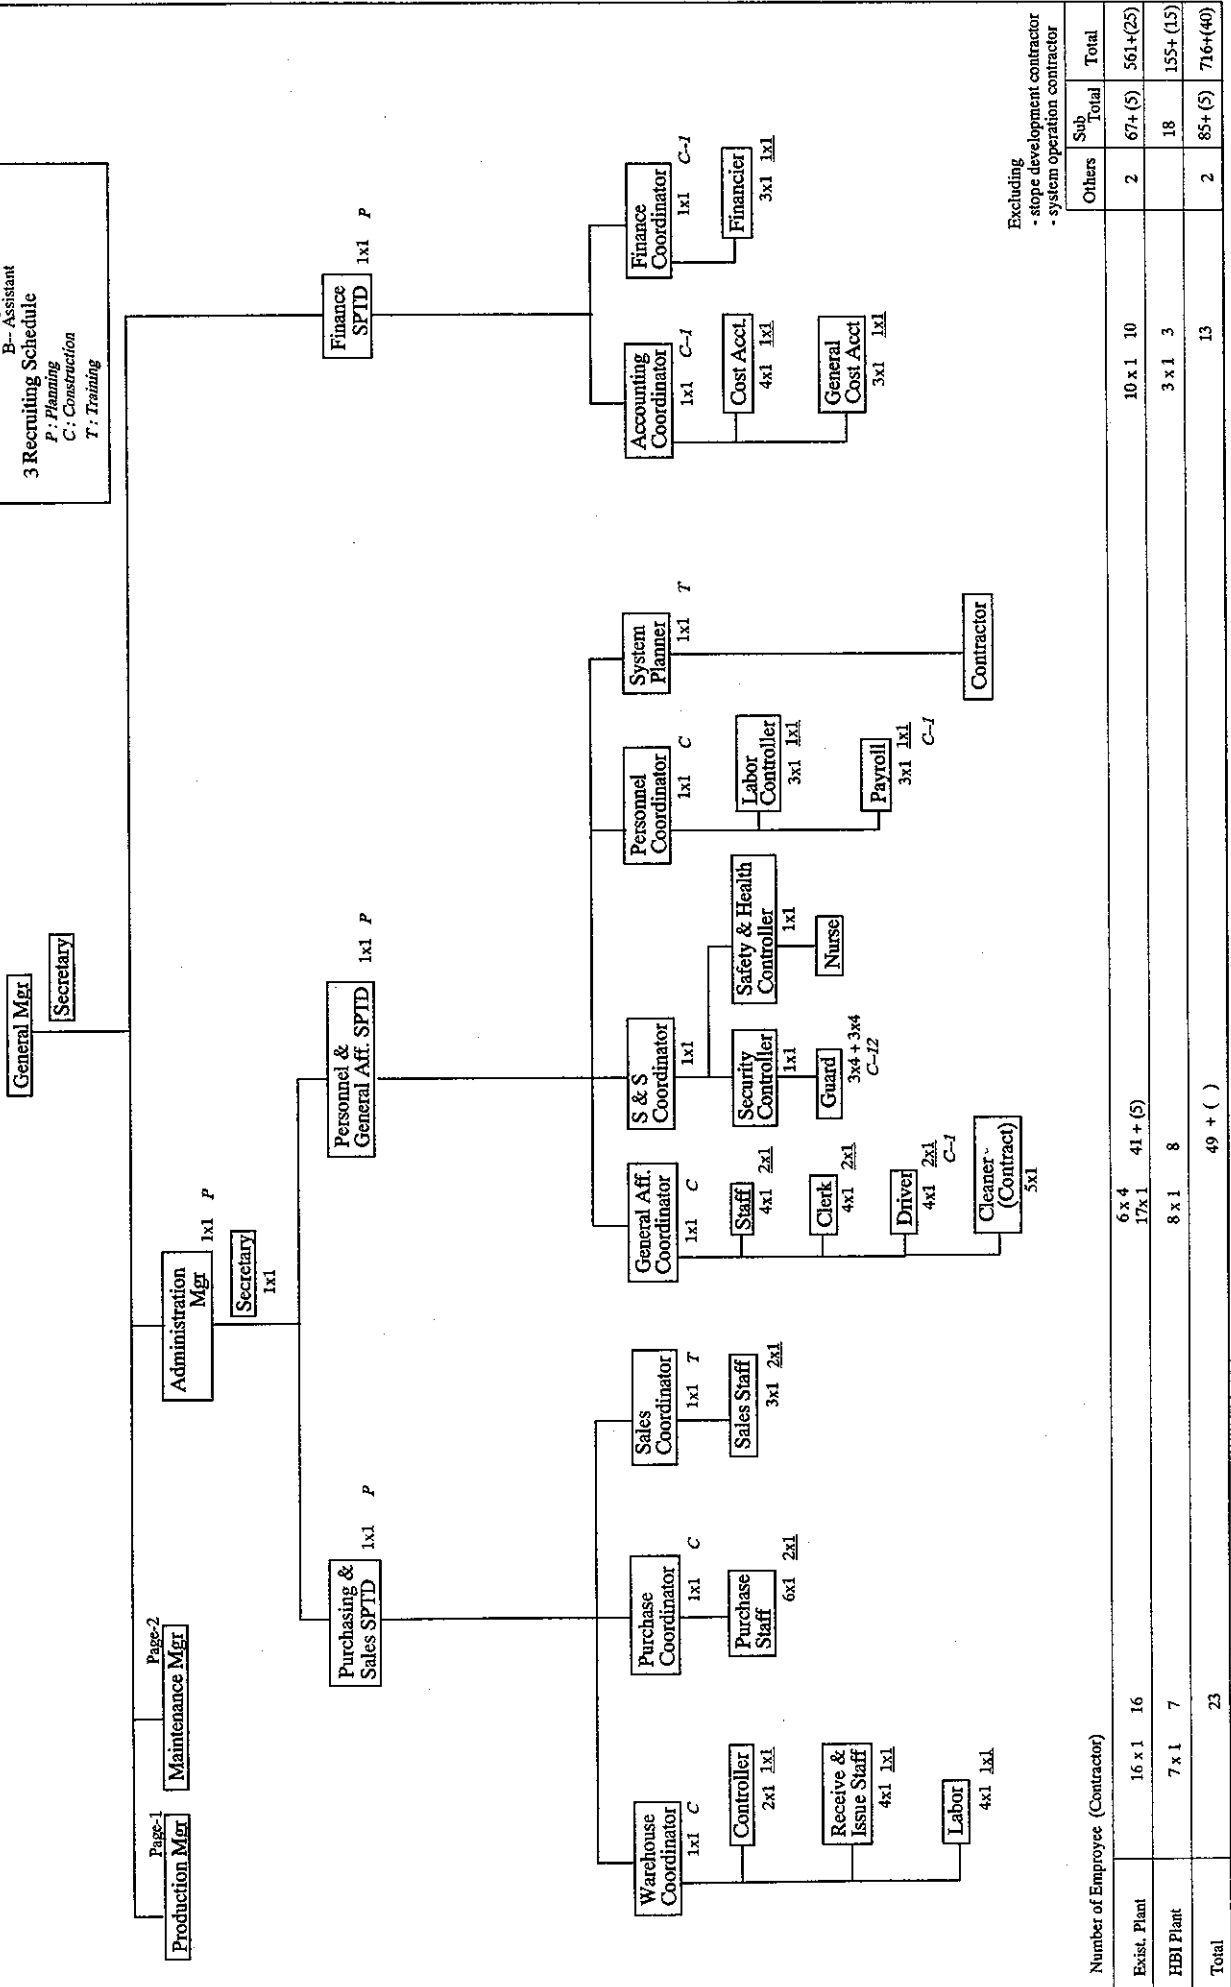 B-- Assistant
3 Recruiting Schedule
P : Planning
C : Construction
T : Training
General Mgr
Secretary
Page-1
Production Mgr
Page-2
Maintenance Mgr
Administration
Mgr
1x1 P
Secretary
1x1
Purchasing &
Sales SPTD
1x1 P
Personnel &
General Aff. SPTD
1x1 P
Finance
SPTD
1x1 P
Warehouse
Coordinator
1x1 C
Controller
2x1 1x1
Receive &
Issue Staff
4x1 1x1
Labor
4x1 1x1
Purchase
Coordinator
1x1 C
Purchase
Staff
6x1 2x1
Sales
Coordinator
1x1 T
Sales Staff
3x1 2x1
General Aff.
Coordinator
1x1 C
Staff
4x1 2x1
Clerk
4x1 2x1
Driver
4x1 2x1
C--1
Cleaner
(Contract)
5x1
S & S
Coordinator
1x1
Security
Controller
1x1
Guard
3x4 + 3x4
C--12
Safety & Health
Controller
1x1
Nurse
Personnel
Coordinator
1x1 C
Labor
Controller
3x1 1x1
Payroll
3x1 1x1
C--1
System
Planner
1x1 T
Contractor
Accounting
Coordinator
1x1 C--1
Cost Acct.
4x1 1x1
General
Cost Acct
3x1 1x1
Finance
Coordinator
1x1 C--1
Financier
3x1 1x1
Excluding
- stope development contractor
- system operation contractor
Number of Employee (Contractor)
Others Sub Total Total
Exist. Plant 16 x 1 16 6 x 4 17x 1 41 + (5) 10 x 1 10 2 67+ (5) 561+(25)
HBI Plant 7 x 1 7 8 x 1 8 3 x 1 3 18 155+ (15)
Total 23 49 + ( ) 13 2 85+ (5) 716+(40)